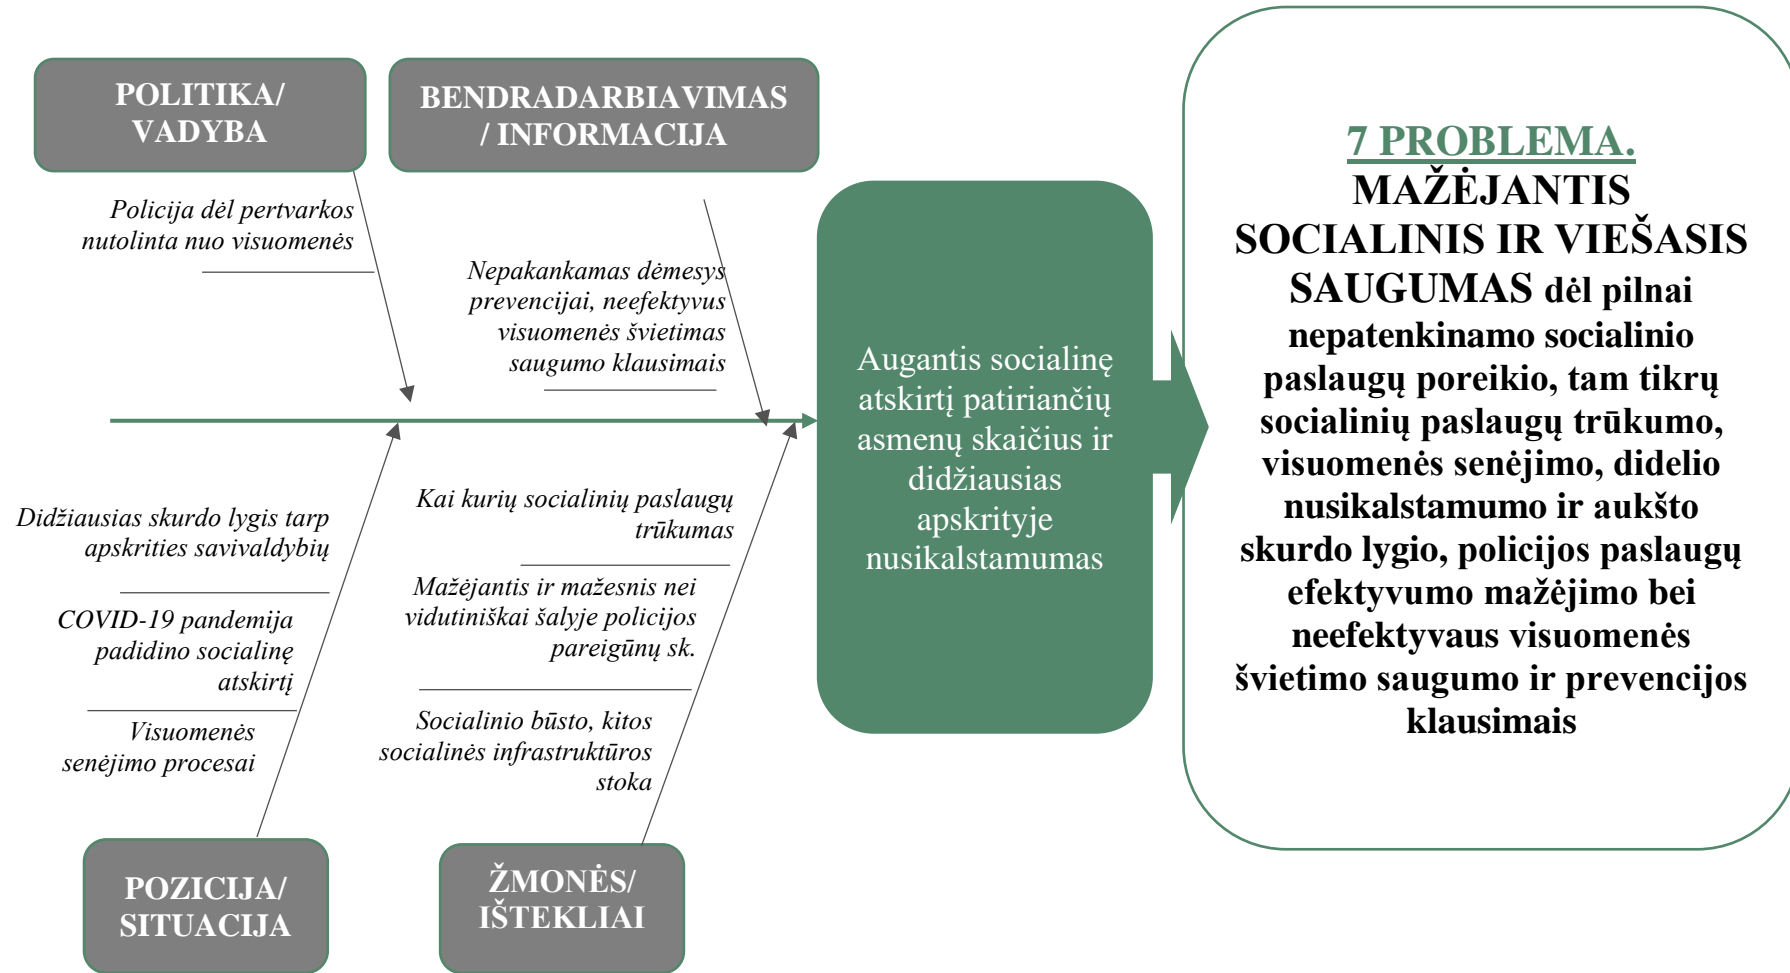 POLITIKA/
VADYBA
BENDRADARBIAVIMAS
/ INFORMACIJA
Policija dėl pertvarkos
nutolinta nuo visuomenės
Nepakankamas dėmesys
prevencijai, neefektyvus
visuomenės švietimas
saugumo klausimais
Didžiausias skurdo lygis tarp
apskrities savivaldybių
COVID-19 pandemija
padidino socialinę
atskirtį
Visuomenės
senėjimo procesai
Kai kurių socialinių paslaugų
trūkumas
Mažėjantis ir mažesnis nei
vidutiniškai šalyje policijos
pareigūnų sk.
Socialinio būsto, kitos
socialinės infrastruktūros
stoka
POZICIJA/
SITUACIJA
ŽMONĖS/
IŠTEKLIAI
Augantis socialinę
atskirtį patiriančių
asmenų skaičius ir
didžiausias
apskrityje
nusikalstamumas
7 PROBLEMA.
MAŽĖJANTIS
SOCIALINIS IR VIEŠASIS
SAUGUMAS dėl pilnai
nepatenkinamo socialinio
paslaugų poreikio, tam tikrų
socialinių paslaugų trūkumo,
visuomenės senėjimo, didelio
nusikalstamumo ir aukšto
skurdo lygio, policijos paslaugų
efektyvumo mažėjimo bei
neefektyvaus visuomenės
švietimo saugumo ir prevencijos
klausimais